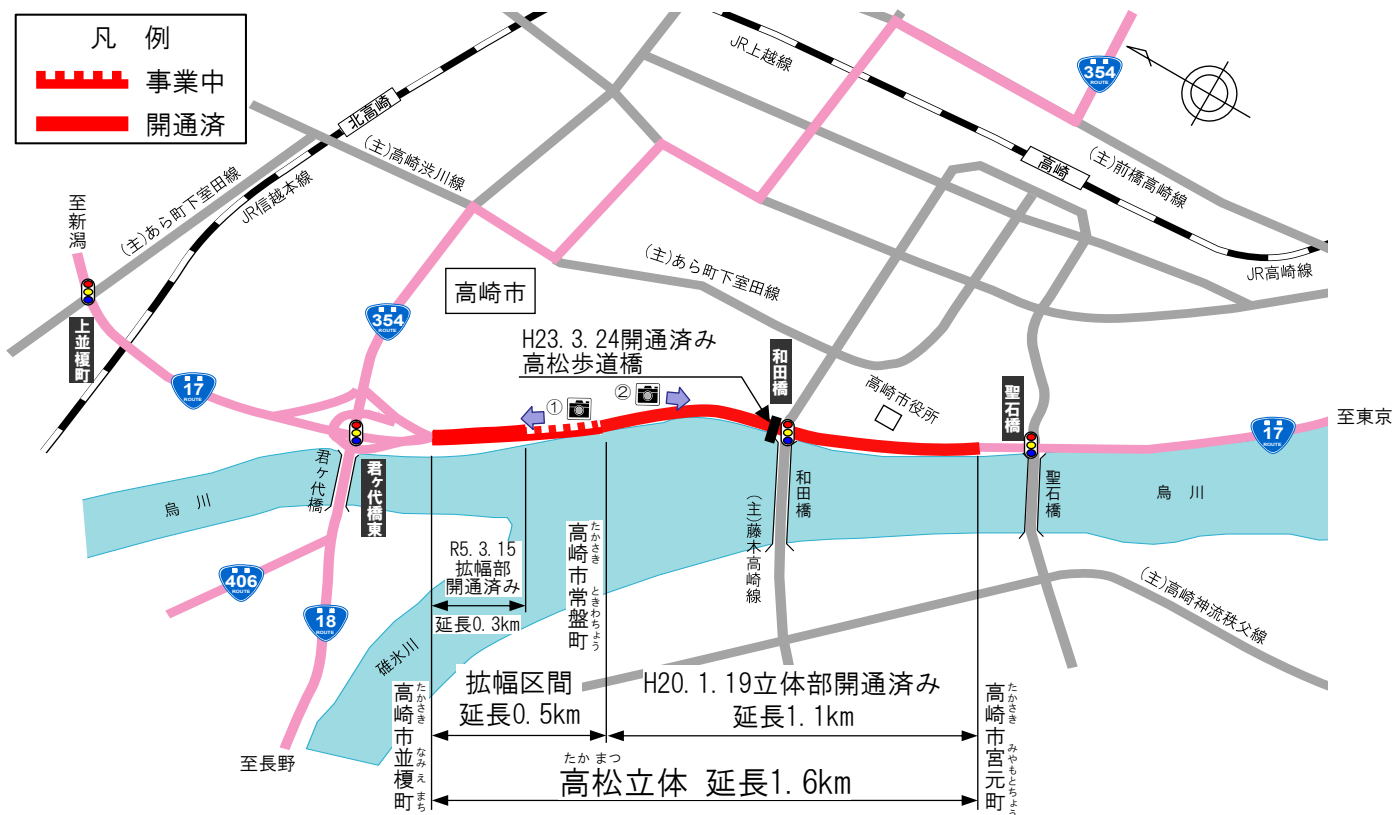 凡 例
事業中
開通済
JR上越線
354
ROUTE
北高崎
(主)高崎渋川線
高崎
(主)前橋高崎線
(主)あら町下室田線
JR信越本線
至新潟
JR高崎線
(主)あら町下室田線
高崎市
354
ROUTE
上並榎町
H23.3.24開通済み
高松歩道橋
和田橋
17
ROUTE
① ②
高崎市役所
聖石橋
至東京
17
ROUTE
君ヶ代橋
君ヶ代橋東
烏 川
和田橋
聖石橋
烏 川
(主)藤木高崎線
R5.3.15
拡幅部
開通済み
延長0.3km
高崎市常盤町
たかさき ときわちょう
406
ROUTE
18
ROUTE
碓氷川
(主)高崎神流秩父線
拡幅区間
延長0.5km
H20.1.19立体部開通済み
延長1.1km
至長野
高崎市並榎町
たかさき なみえまち
たかまつ
高松立体 延長1.6km
高崎市宮元町
たかさき みやもとちょう